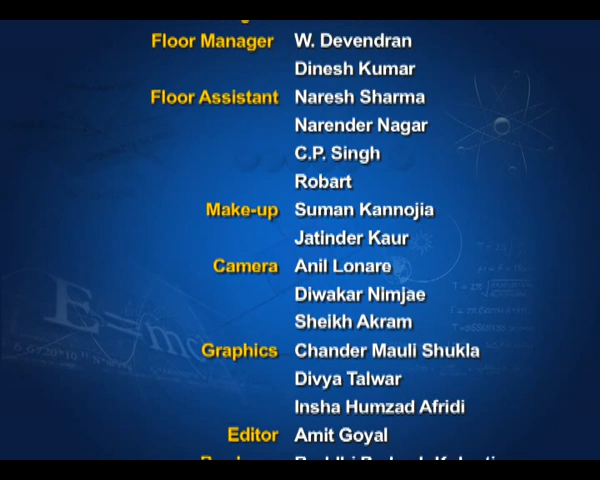 Floor Manager W. Devendran
Dinesh Kumar
Floor Assistant Naresh Sharma
Narender Nagar
C.P. Singh
Robart
Make-up Suman Kannojia
Jatinder Kaur
Camera Anil Lonare
Diwakar Nimjae
Sheikh Akram
Graphics Chander Mauli Shukla
Divya Talwar
Insha Humzad Afridi
Editor Amit Goyal